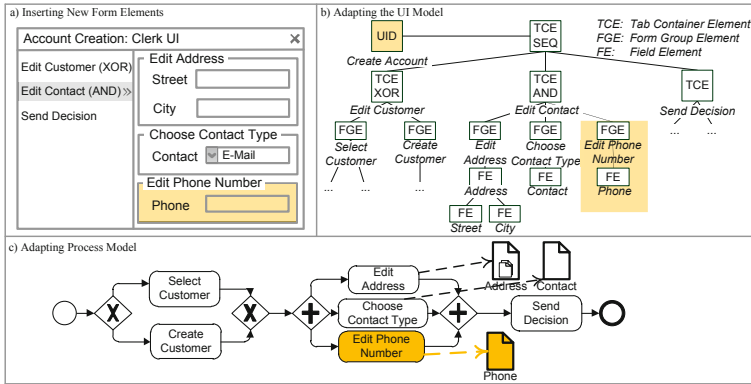 a) Inserting New Form Elements
Account Creation: Clerk UI
Edit Customer (XOR)
Edit Contact (AND)
Send Decision
Edit Address
Street
City
Choose Contact Type
Contact
E-Mail
Edit Phone Number
Phone
b) Adapting the UI Model
UID
Create Account
TCE
SEQ
TCE: Tab Container Element
FGE: Form Group Element
FE: Field Element
TCE
XOR
Edit Customer
TCE
AND
Edit Contact
TCE
Send Decision
... ...
FGE
Select
Customer
... ...
FGE
Create
Customer
...
FGE
Edit
Address
FE
Address
FE
Street
FE
City
FGE
Choose
Contact Type
FE
Contact
FGE
Edit Phone
Number
FE
Phone
c) Adapting Process Model
X
Select
Customer
Create
Customer
X
Edit
Address
Choose
Contact Type
Edit Phone
Number
Address
Contact
Phone
Send
Decision